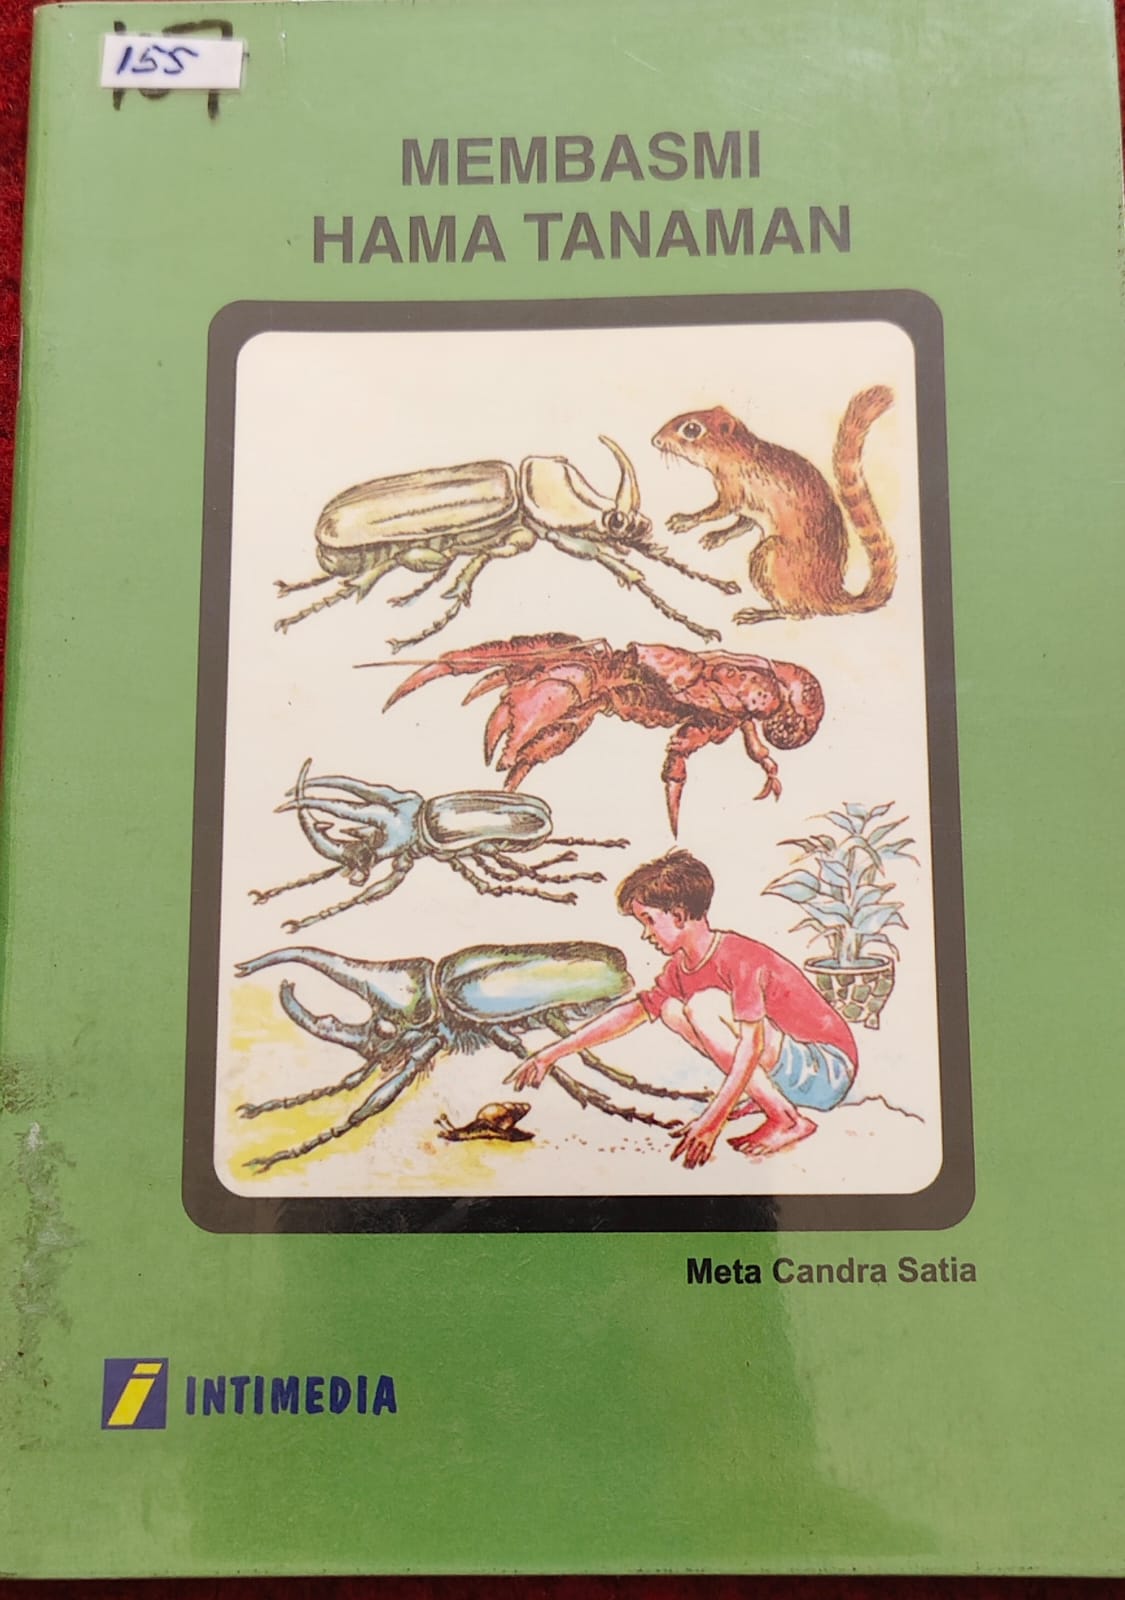 155
MEMBASMI
HAMA TANAMAN
Meta Candra Satia
INTIMEDIA